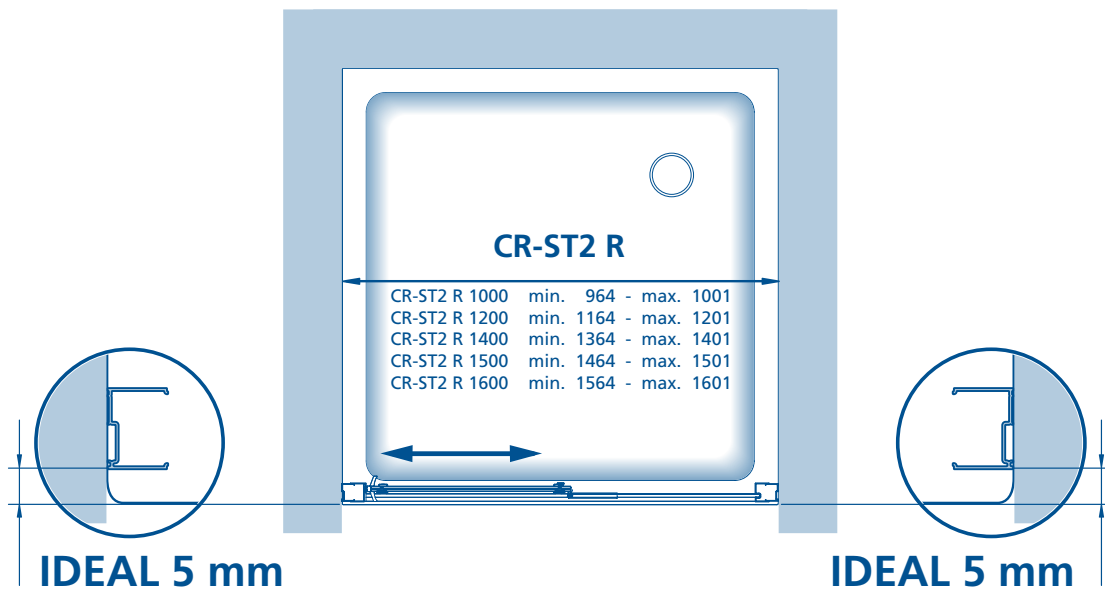 CR-ST2 R
CR-ST2 R 1000 min. 964 - max. 1001
CR-ST2 R 1200 min. 1164 - max. 1201
CR-ST2 R 1400 min. 1364 - max. 1401
CR-ST2 R 1500 min. 1464 - max. 1501
CR-ST2 R 1600 min. 1564 - max. 1601
IDEAL 5 mm
IDEAL 5 mm